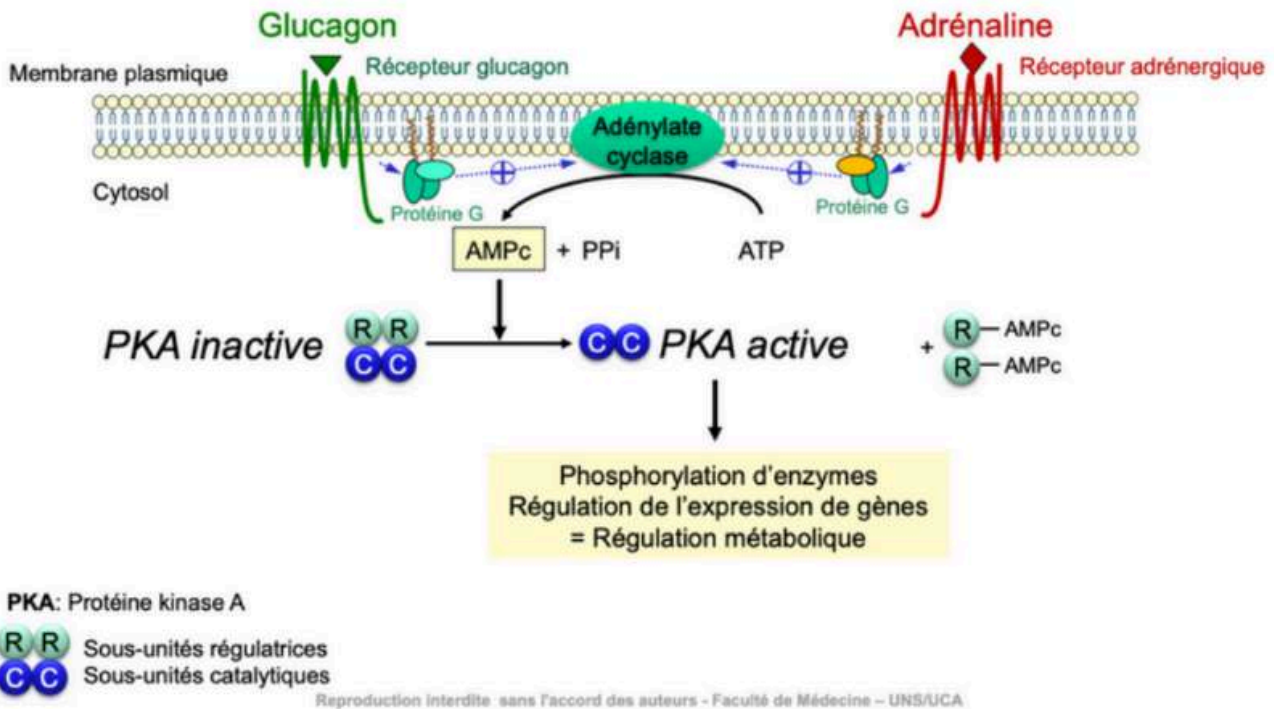 Glucagon
Adrénaline
Membrane plasmique
Récepteur glucagon
Récepteur adrénergique
Adénylate
cyclase
Cytosol
Protéine G
Protéine G
AMPc + PPi
ATP
PKA inactive
R R
C C
C C PKA active
+ R — AMPc
R — AMPc
Phosphorylation d'enzymes
Régulation de l'expression de gènes
= Régulation métabolique
PKA: Protéine kinase A
R R Sous-unités régulatrices
C C Sous-unités catalytiques
Reproduction interdite sans l'accord des auteurs - Faculté de Médecine – UNS/UCA